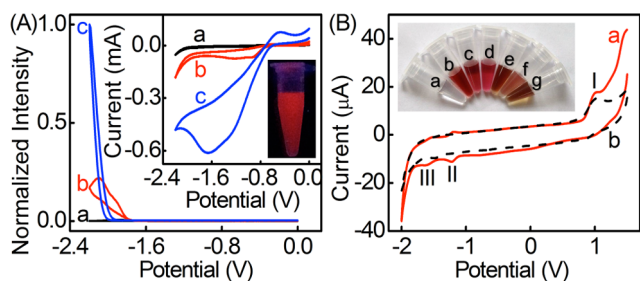 (A)
Normalized Intensity
1.0
0.5
0.0
c
b
a
-2.4
-1.6
-0.8
0.0
Potential (V)
Current (mA)
0.0
-0.3
-0.6
a
b
c
-2.4
-1.6
-0.8
0.0
Potential (V)
(B)
Current (μA)
40
20
0
-20
-40
a
b
c
d
e
f
g
a
I
b
III
II
-2
-1
0
1
Potential (V)